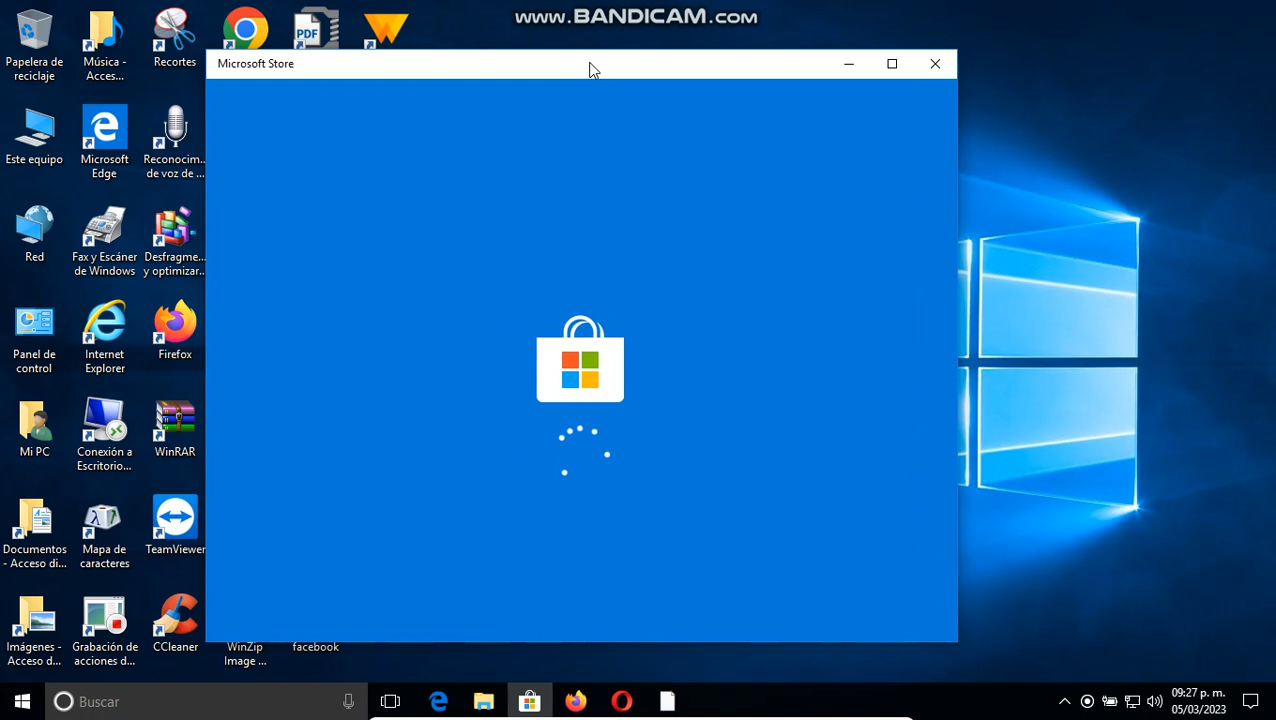 www.BANDICAM.com
Papelera de
reciclaje
Música -
Acces...
Recortes
PDF
Microsoft Store
Este equipo
Microsoft
Edge
Reconocim...
de voz de ...
Red
Fax y Escáner
de Windows
Desfragme...
y optimizar...
Panel de
control
Internet
Explorer
Firefox
Mi PC
Conexión a
Escritorio...
WinRAR
Documentos
- Acceso di...
Mapa de
caracteres
TeamViewer
Imágenes -
Acceso d...
Grabación de
acciones d...
CCleaner
WinZip
Image ...
facebook
Buscar
09:27 p. m.
05/03/2023